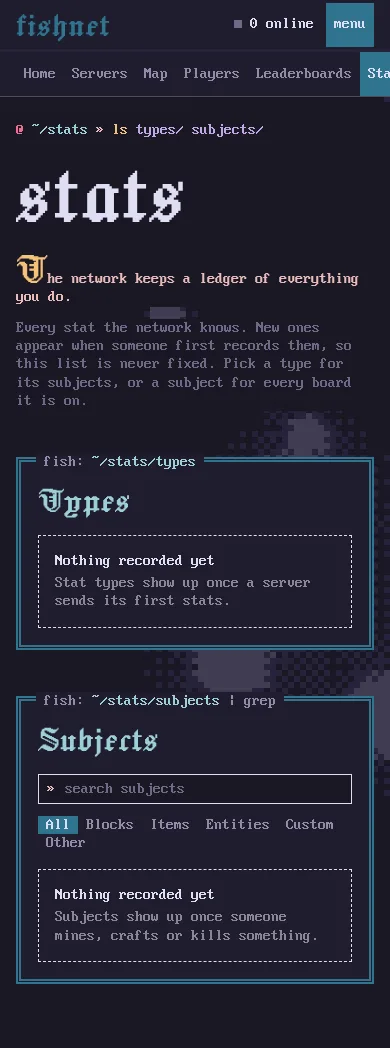 fishnet
0 online
menu
Home Servers Map Players Leaderboards Sta
@ ~/stats » ls types/ subjects/
stats
The network keeps a ledger of everything
you do.
Every stat the network knows. New ones
appear when someone first records them, so
this list is never fixed. Pick a type for
its subjects, or a subject for every board
it is on.
fish: ~/stats/types
Types
Nothing recorded yet
Stat types show up once a server
sends its first stats.
fish: ~/stats/subjects | grep
Subjects
» search subjects
All Blocks Items Entities Custom
Other
Nothing recorded yet
Subjects show up once someone
mines, crafts or kills something.